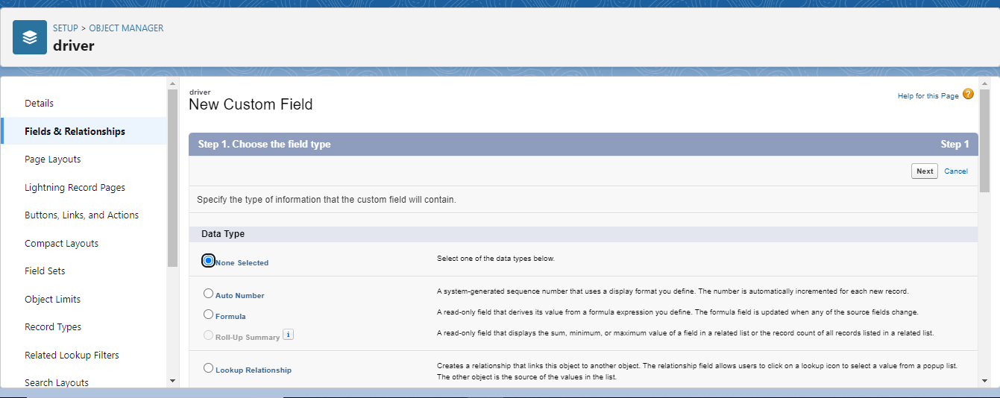 SETUP > OBJECT MANAGER
driver
Details
Fields & Relationships
Page Layouts
Lightning Record Pages
Buttons, Links, and Actions
Compact Layouts
Field Sets
Object Limits
Record Types
Related Lookup Filters
Search Layouts
driver
New Custom Field
Help for this Page ?
Step 1. Choose the field type Step 1
Next Cancel
Specify the type of information that the custom field will contain.
Data Type
None Selected Select one of the data types below.
Auto Number A system-generated sequence number that uses a display format you define. The number is automatically incremented for each new record.
Formula A read-only field that derives its value from a formula expression you define. The formula field is updated when any of the source fields change.
Roll-Up Summary i A read-only field that displays the sum, minimum, or maximum value of a field in a related list or the record count of all records listed in a related list.
Lookup Relationship Creates a relationship that links this object to another object. The relationship field allows users to click on a lookup icon to select a value from a popup list.
The other object is the source of the values in the list.